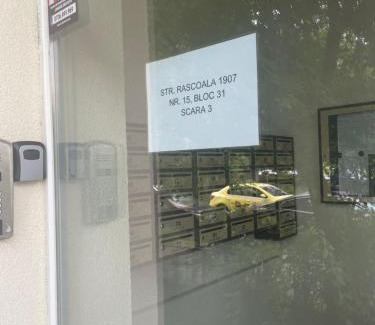 STR. RASCOALA 1907
NR. 15, BLOC 31
SCARA 3